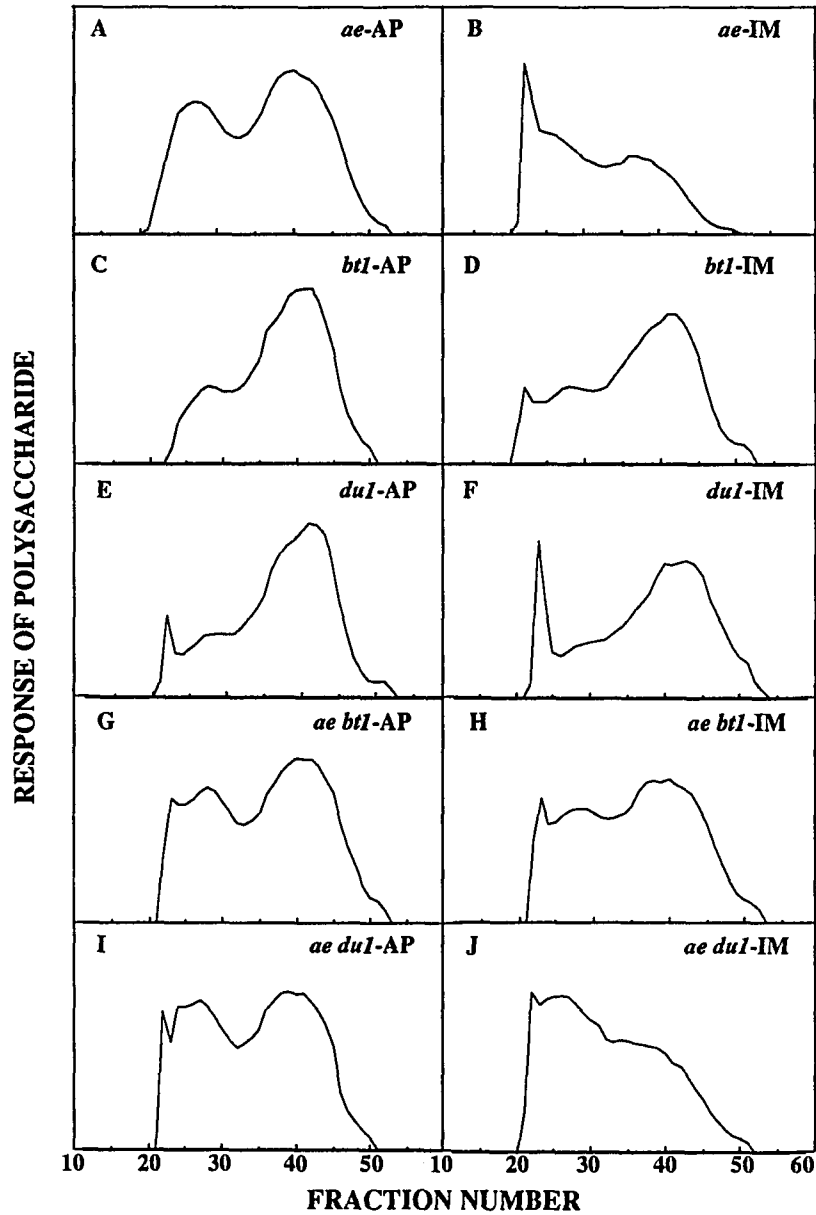 A ae-AP
B ae-IM
C bt1-AP
D bt1-IM
E du1-AP
F du1-IM
G ae bt1-AP
H ae bt1-IM
I ae du1-AP
J ae du1-IM
RESPONSE OF POLYSACCHARIDE
10 20 30 40 50 10 20 30 40 50 60
FRACTION NUMBER